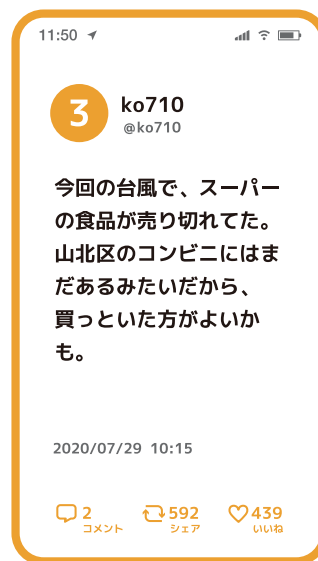 11:50
3
ko710
@ko710
今回の台風で、スーパー
の食品が売り切れてた。
山北区のコンビニにはま
だあるみたいだから、
買っといた方がよいか
も。
2020/07/29 10:15
2
コメント
592
シェア
439
いいね